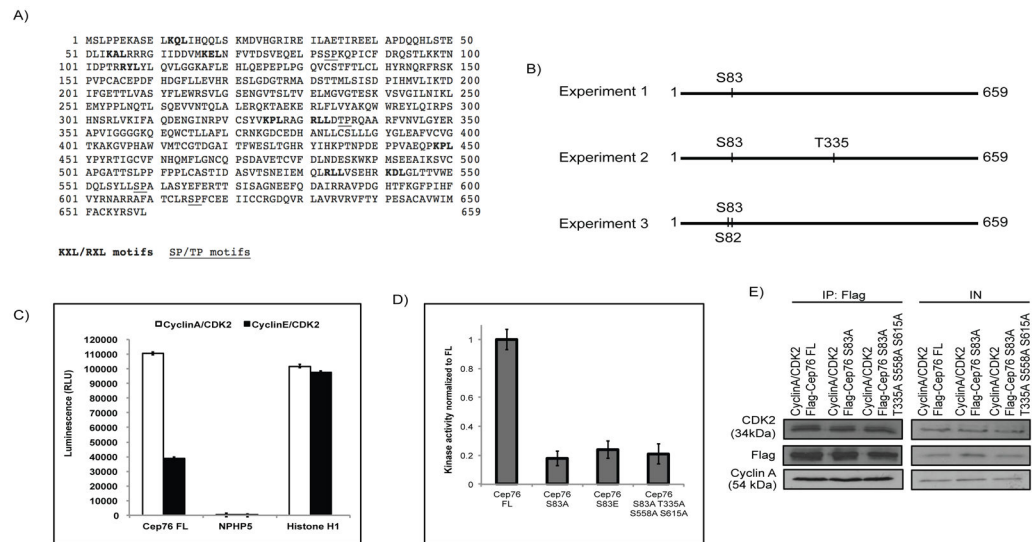 A)
1 MSLPPEKASE LKQLIHQQLS KMDVHGRIRE ILAETIREEL APDQQHLSTE 50
51 DLIKALRRRG IIDDVMKELN FVTDSVEQEL PSSPKQPICF DRQSTLKKTN 100
101 IDPTRRYLYL QVLGGKAFLE HLQEPEPLPG QVCSTFTLCL HYRNQRFRSK 150
151 PVPCACEPDF HDGFLLEVHR ESLGDGTRMA DSTTMLSISD PIHMVLIKTD 200
201 IFGETTLVAS YFLEWRSVLG SENGVTSLTV ELMGVGTESK VSVGILNIKL 250
251 EMYPPLNQTL SQEVVNTQLA LERQKTAEKE RLFLVYAKQW WREYLQIRPS 300
301 HNSRLVKIFA QDENGINRPV CSYVKPLRAG RLLDTPRQAA RFVNVLGYER 350
351 APVIGGGGKQ EQWCTLLAFL CRNKGDCEDH ANLLCSLLLG YGLEAFVCVG 400
401 TKAKGVPHAW VMTCGTDGAI TFWESLTGHR YIHKPTNPDE PPVAEQPKPL 450
451 YPYRTIGCVF NHQMFLGNCQ PSDAVETCVF DLNDESKWKP MSEEAIKSVC 500
501 APGATTSLPP FPPLCASTID ASVTSNEIEM QLRLLVSEHR KDLGLTTVWE 550
551 DQLSYLLSPA LASYEFERTT SISAGNEEFQ DAIRRAVPDG HTFKGFPIHF 600
601 VYRNARRAFA TCLRSPFCEE IICCRGDQVR LAVRVRVFTY PESACAVWIM 650
651 FACKYRSVL 659
KXL/RXL motifs SP/TP motifs
B)
S83
Experiment 1 1 659
S83 T335
Experiment 2 1 659
S83
Experiment 3 1 659
S82
C)
CyclinA/CDK2 CyclinE/CDK2
Luminescence (RLU)
120000
110000
100000
90000
80000
70000
60000
50000
40000
30000
20000
10000
0
Cep76 FL NPHP5 Histone H1
D)
Kinase activity normalized to FL
1
0.8
0.6
0.4
0.2
0
Cep76 FL
Cep76 S83A
Cep76 S83E
Cep76 S83A T335A S558A S615A
E)
IP: Flag IN
CyclinA/CDK2
Flag-Cep76 FL
CyclinA/CDK2
Flag-Cep76 S83A
CyclinA/CDK2
Flag-Cep76 S83A
T335A S558A S615A
CyclinA/CDK2
Flag-Cep76 FL
CyclinA/CDK2
Flag-Cep76 S83A
CyclinA/CDK2
Flag-Cep76 S83A
T335A S558A S615A
CDK2
(34kDa)
Flag
Cyclin A
(54 kDa)